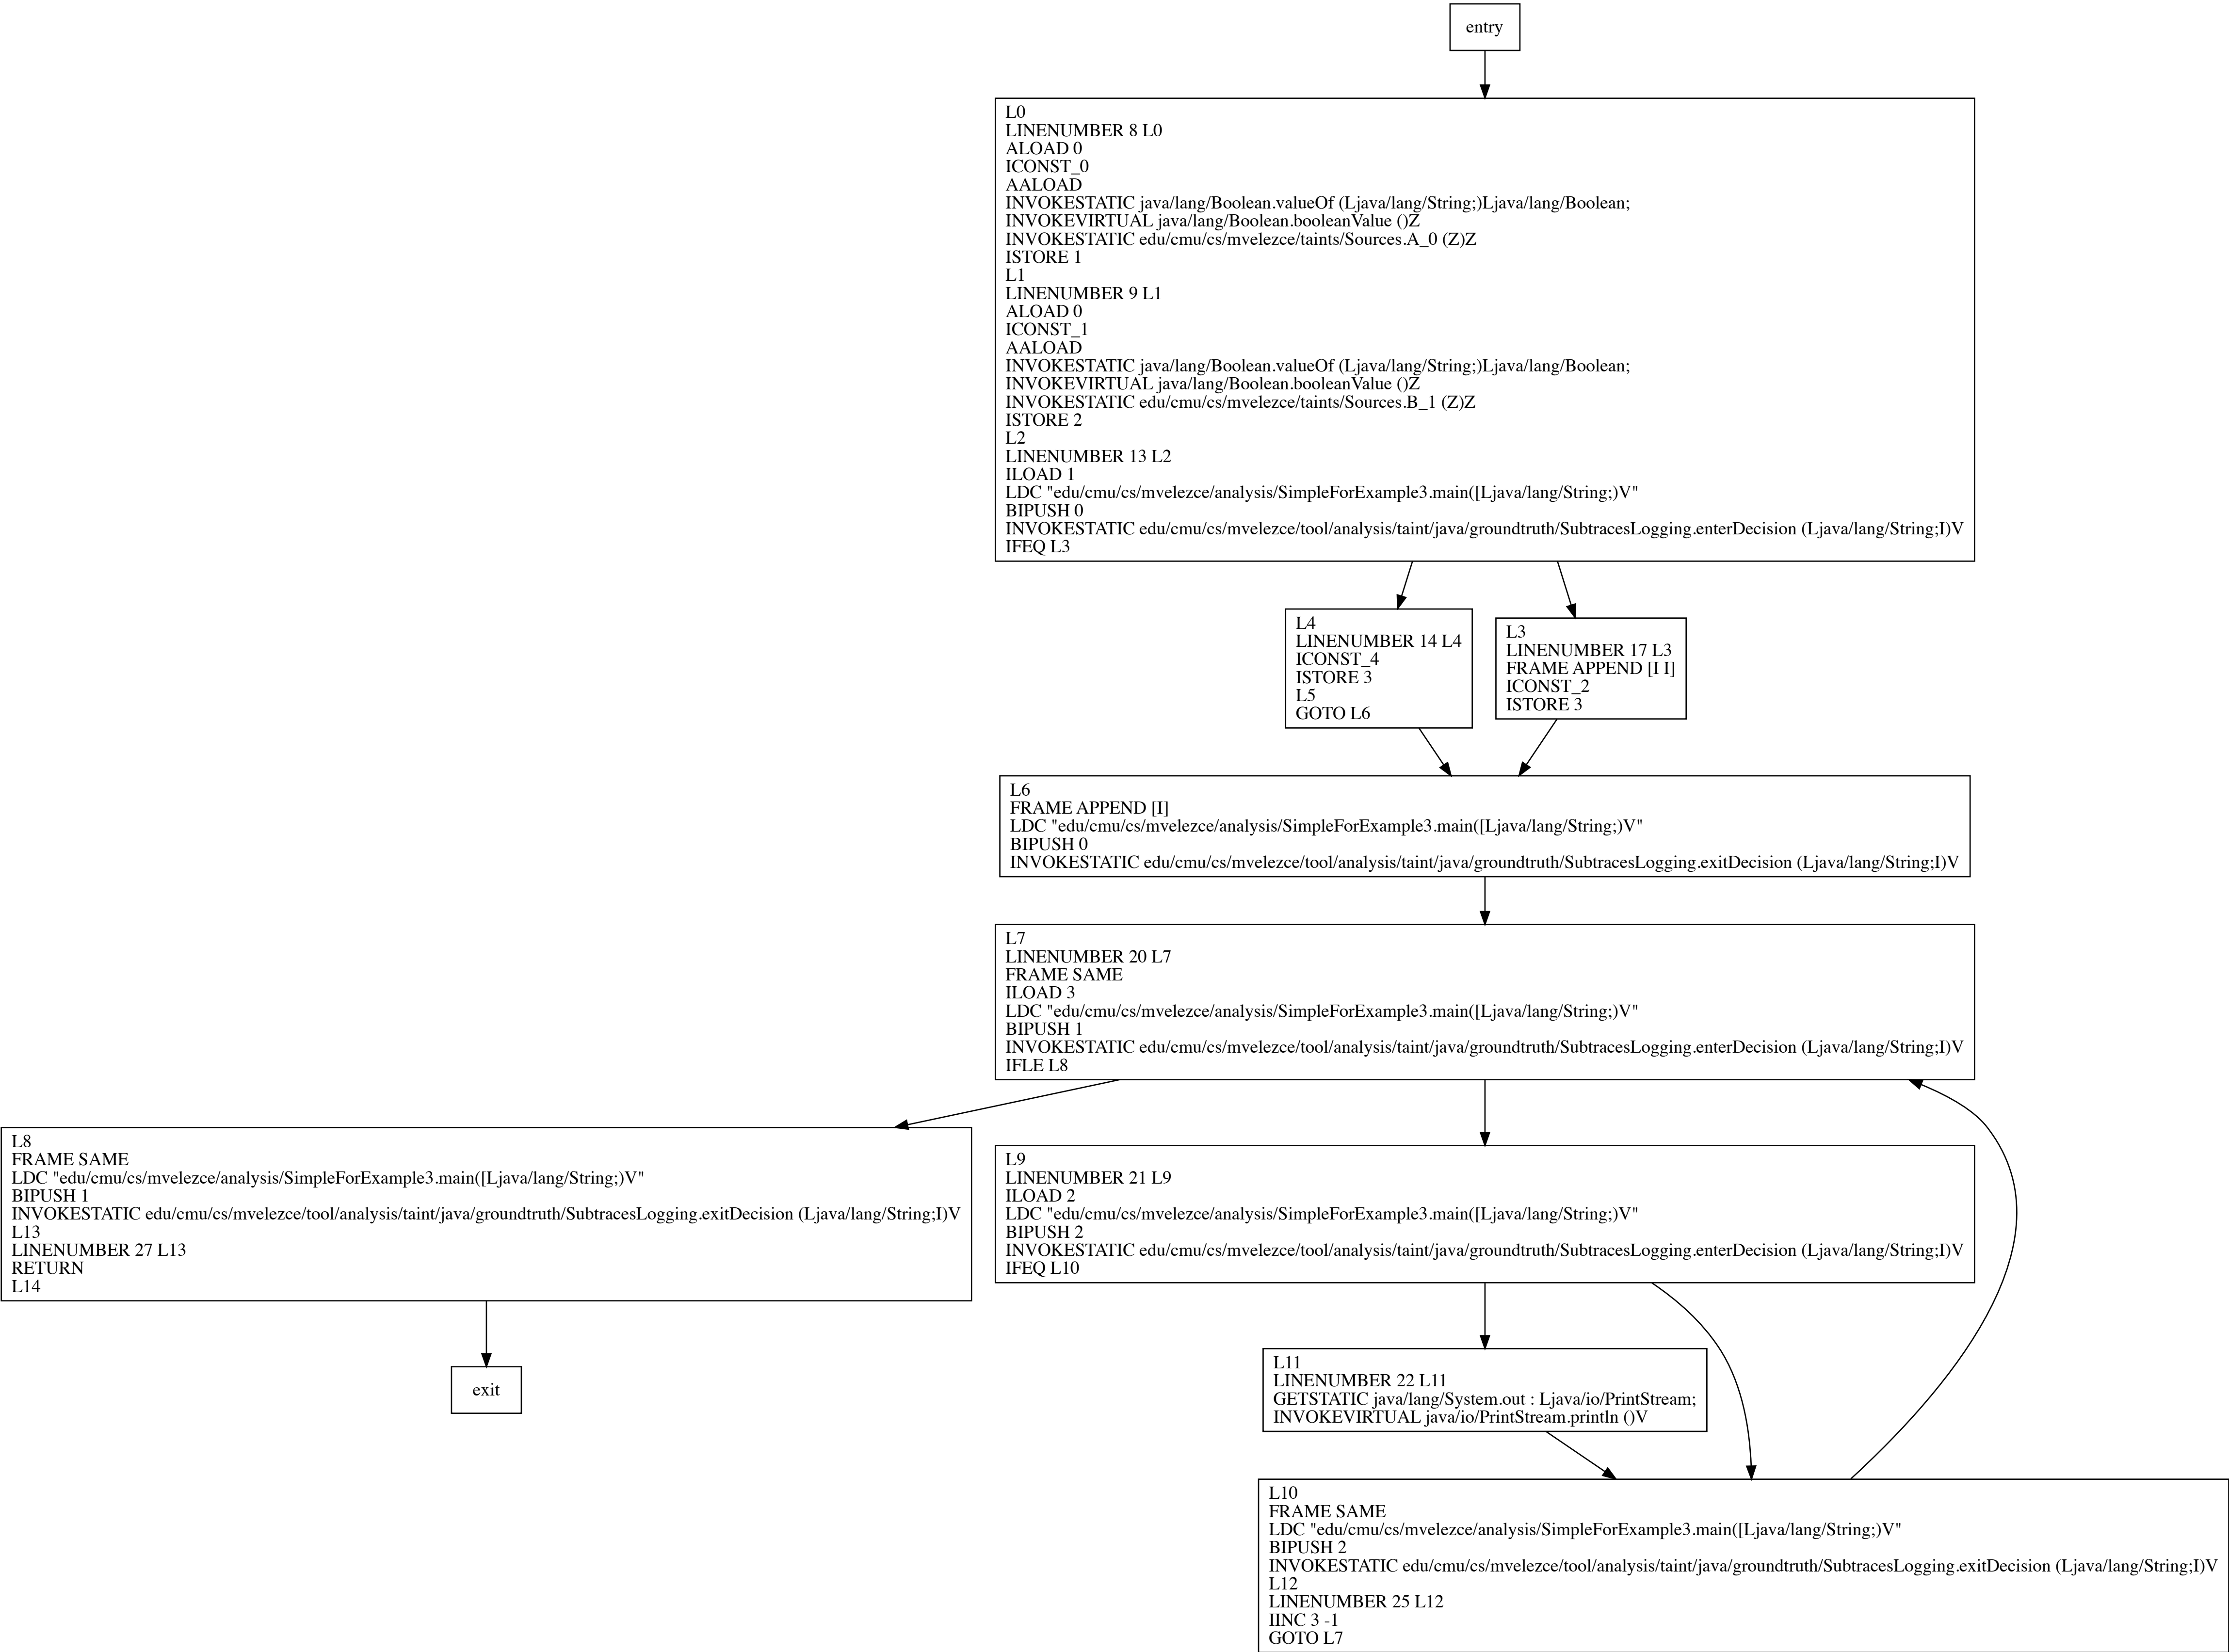 entry
L0
LINENUMBER 8 L0
ALOAD 0
ICONST_0
AALOAD
INVOKESTATIC java/lang/Boolean.valueOf (Ljava/lang/String;)Ljava/lang/Boolean;
INVOKEVIRTUAL java/lang/Boolean.booleanValue ()Z
INVOKESTATIC edu/cmu/cs/mvelezce/taints/Sources.A_0 (Z)Z
ISTORE 1
L1
LINENUMBER 9 L1
ALOAD 0
ICONST_1
AALOAD
INVOKESTATIC java/lang/Boolean.valueOf (Ljava/lang/String;)Ljava/lang/Boolean;
INVOKEVIRTUAL java/lang/Boolean.booleanValue ()Z
INVOKESTATIC edu/cmu/cs/mvelezce/taints/Sources.B_1 (Z)Z
ISTORE 2
L2
LINENUMBER 13 L2
ILOAD 1
LDC "edu/cmu/cs/mvelezce/analysis/SimpleForExample3.main([Ljava/lang/String;)V"
BIPUSH 0
INVOKESTATIC edu/cmu/cs/mvelezce/tool/analysis/taint/java/groundtruth/SubtracesLogging.enterDecision (Ljava/lang/String;I)V
IFEQ L3
L4
LINENUMBER 14 L4
ICONST_4
ISTORE 3
L5
GOTO L6
L3
LINENUMBER 17 L3
FRAME APPEND [I I]
ICONST_2
ISTORE 3
L6
FRAME APPEND [I]
LDC "edu/cmu/cs/mvelezce/analysis/SimpleForExample3.main([Ljava/lang/String;)V"
BIPUSH 0
INVOKESTATIC edu/cmu/cs/mvelezce/tool/analysis/taint/java/groundtruth/SubtracesLogging.exitDecision (Ljava/lang/String;I)V
L7
LINENUMBER 20 L7
FRAME SAME
ILOAD 3
LDC "edu/cmu/cs/mvelezce/analysis/SimpleForExample3.main([Ljava/lang/String;)V"
BIPUSH 1
INVOKESTATIC edu/cmu/cs/mvelezce/tool/analysis/taint/java/groundtruth/SubtracesLogging.enterDecision (Ljava/lang/String;I)V
IFLE L8
L8
FRAME SAME
LDC "edu/cmu/cs/mvelezce/analysis/SimpleForExample3.main([Ljava/lang/String;)V"
BIPUSH 1
INVOKESTATIC edu/cmu/cs/mvelezce/tool/analysis/taint/java/groundtruth/SubtracesLogging.exitDecision (Ljava/lang/String;I)V
L13
LINENUMBER 27 L13
RETURN
L14
L9
LINENUMBER 21 L9
ILOAD 2
LDC "edu/cmu/cs/mvelezce/analysis/SimpleForExample3.main([Ljava/lang/String;)V"
BIPUSH 2
INVOKESTATIC edu/cmu/cs/mvelezce/tool/analysis/taint/java/groundtruth/SubtracesLogging.enterDecision (Ljava/lang/String;I)V
IFEQ L10
exit
L11
LINENUMBER 22 L11
GETSTATIC java/lang/System.out : Ljava/io/PrintStream;
INVOKEVIRTUAL java/io/PrintStream.println ()V
L10
FRAME SAME
LDC "edu/cmu/cs/mvelezce/analysis/SimpleForExample3.main([Ljava/lang/String;)V"
BIPUSH 2
INVOKESTATIC edu/cmu/cs/mvelezce/tool/analysis/taint/java/groundtruth/SubtracesLogging.exitDecision (Ljava/lang/String;I)V
L12
LINENUMBER 25 L12
IINC 3 -1
GOTO L7